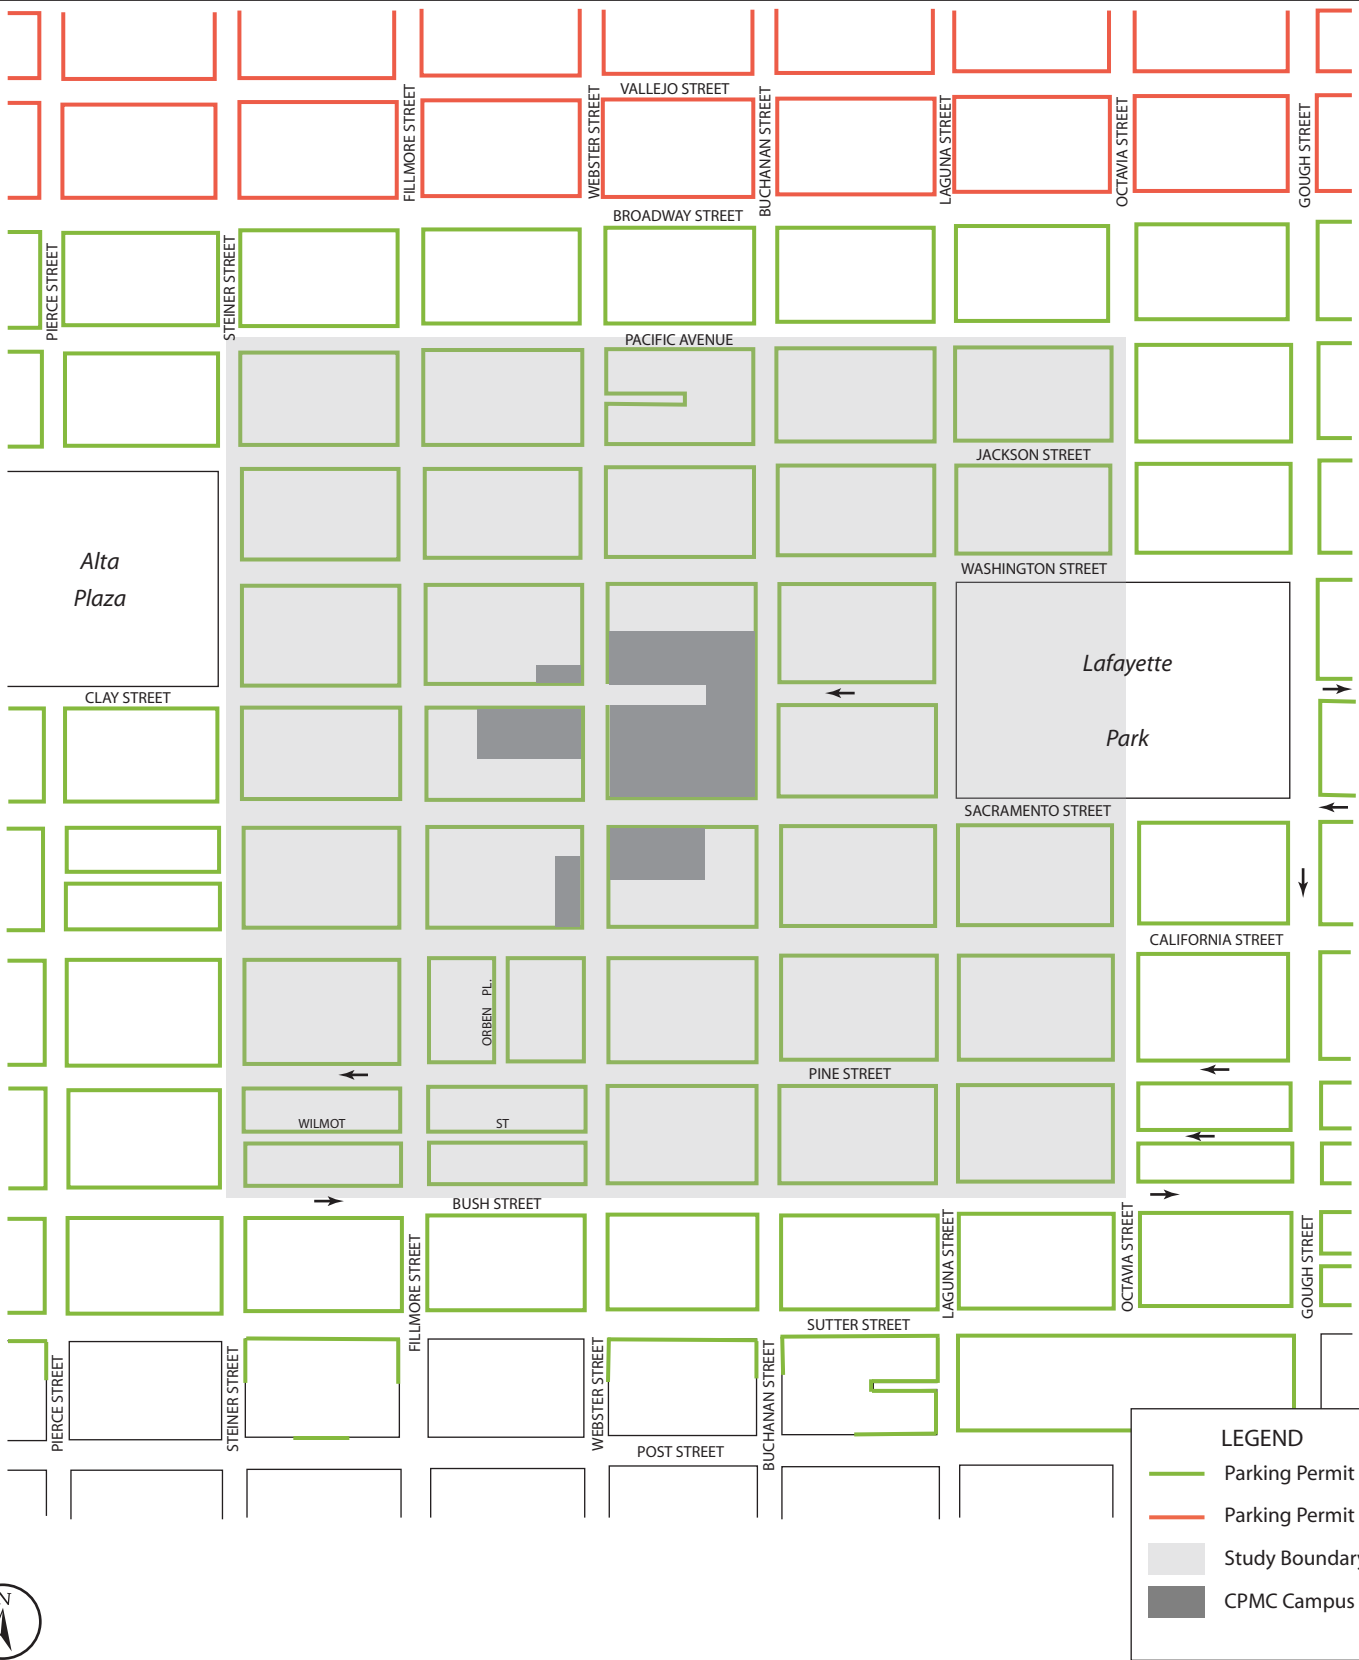 VALLEJO STREET
FILLMORE STREET
WEBSTER STREET
BUCHANAN STREET
LAGUNA STREET
OCTAVIA STREET
GOUGH STREET
BROADWAY STREET
PIERCE STREET
STEINER STREET
PACIFIC AVENUE
JACKSON STREET
Alta
Plaza
WASHINGTON STREET
Lafayette
Park
CLAY STREET
SACRAMENTO STREET
CALIFORNIA STREET
ORBEN PL.
PINE STREET
WILMOT ST
BUSH STREET
FILLMORE STREET
LAGUNA STREET
OCTAVIA STREET
GOUGH STREET
SUTTER STREET
PIERCE STREET
STEINER STREET
WEBSTER STREET
BUCHANAN STREET
POST STREET
LEGEND
Parking Permit
Parking Permit
Study Boundary
CPMC Campus
N